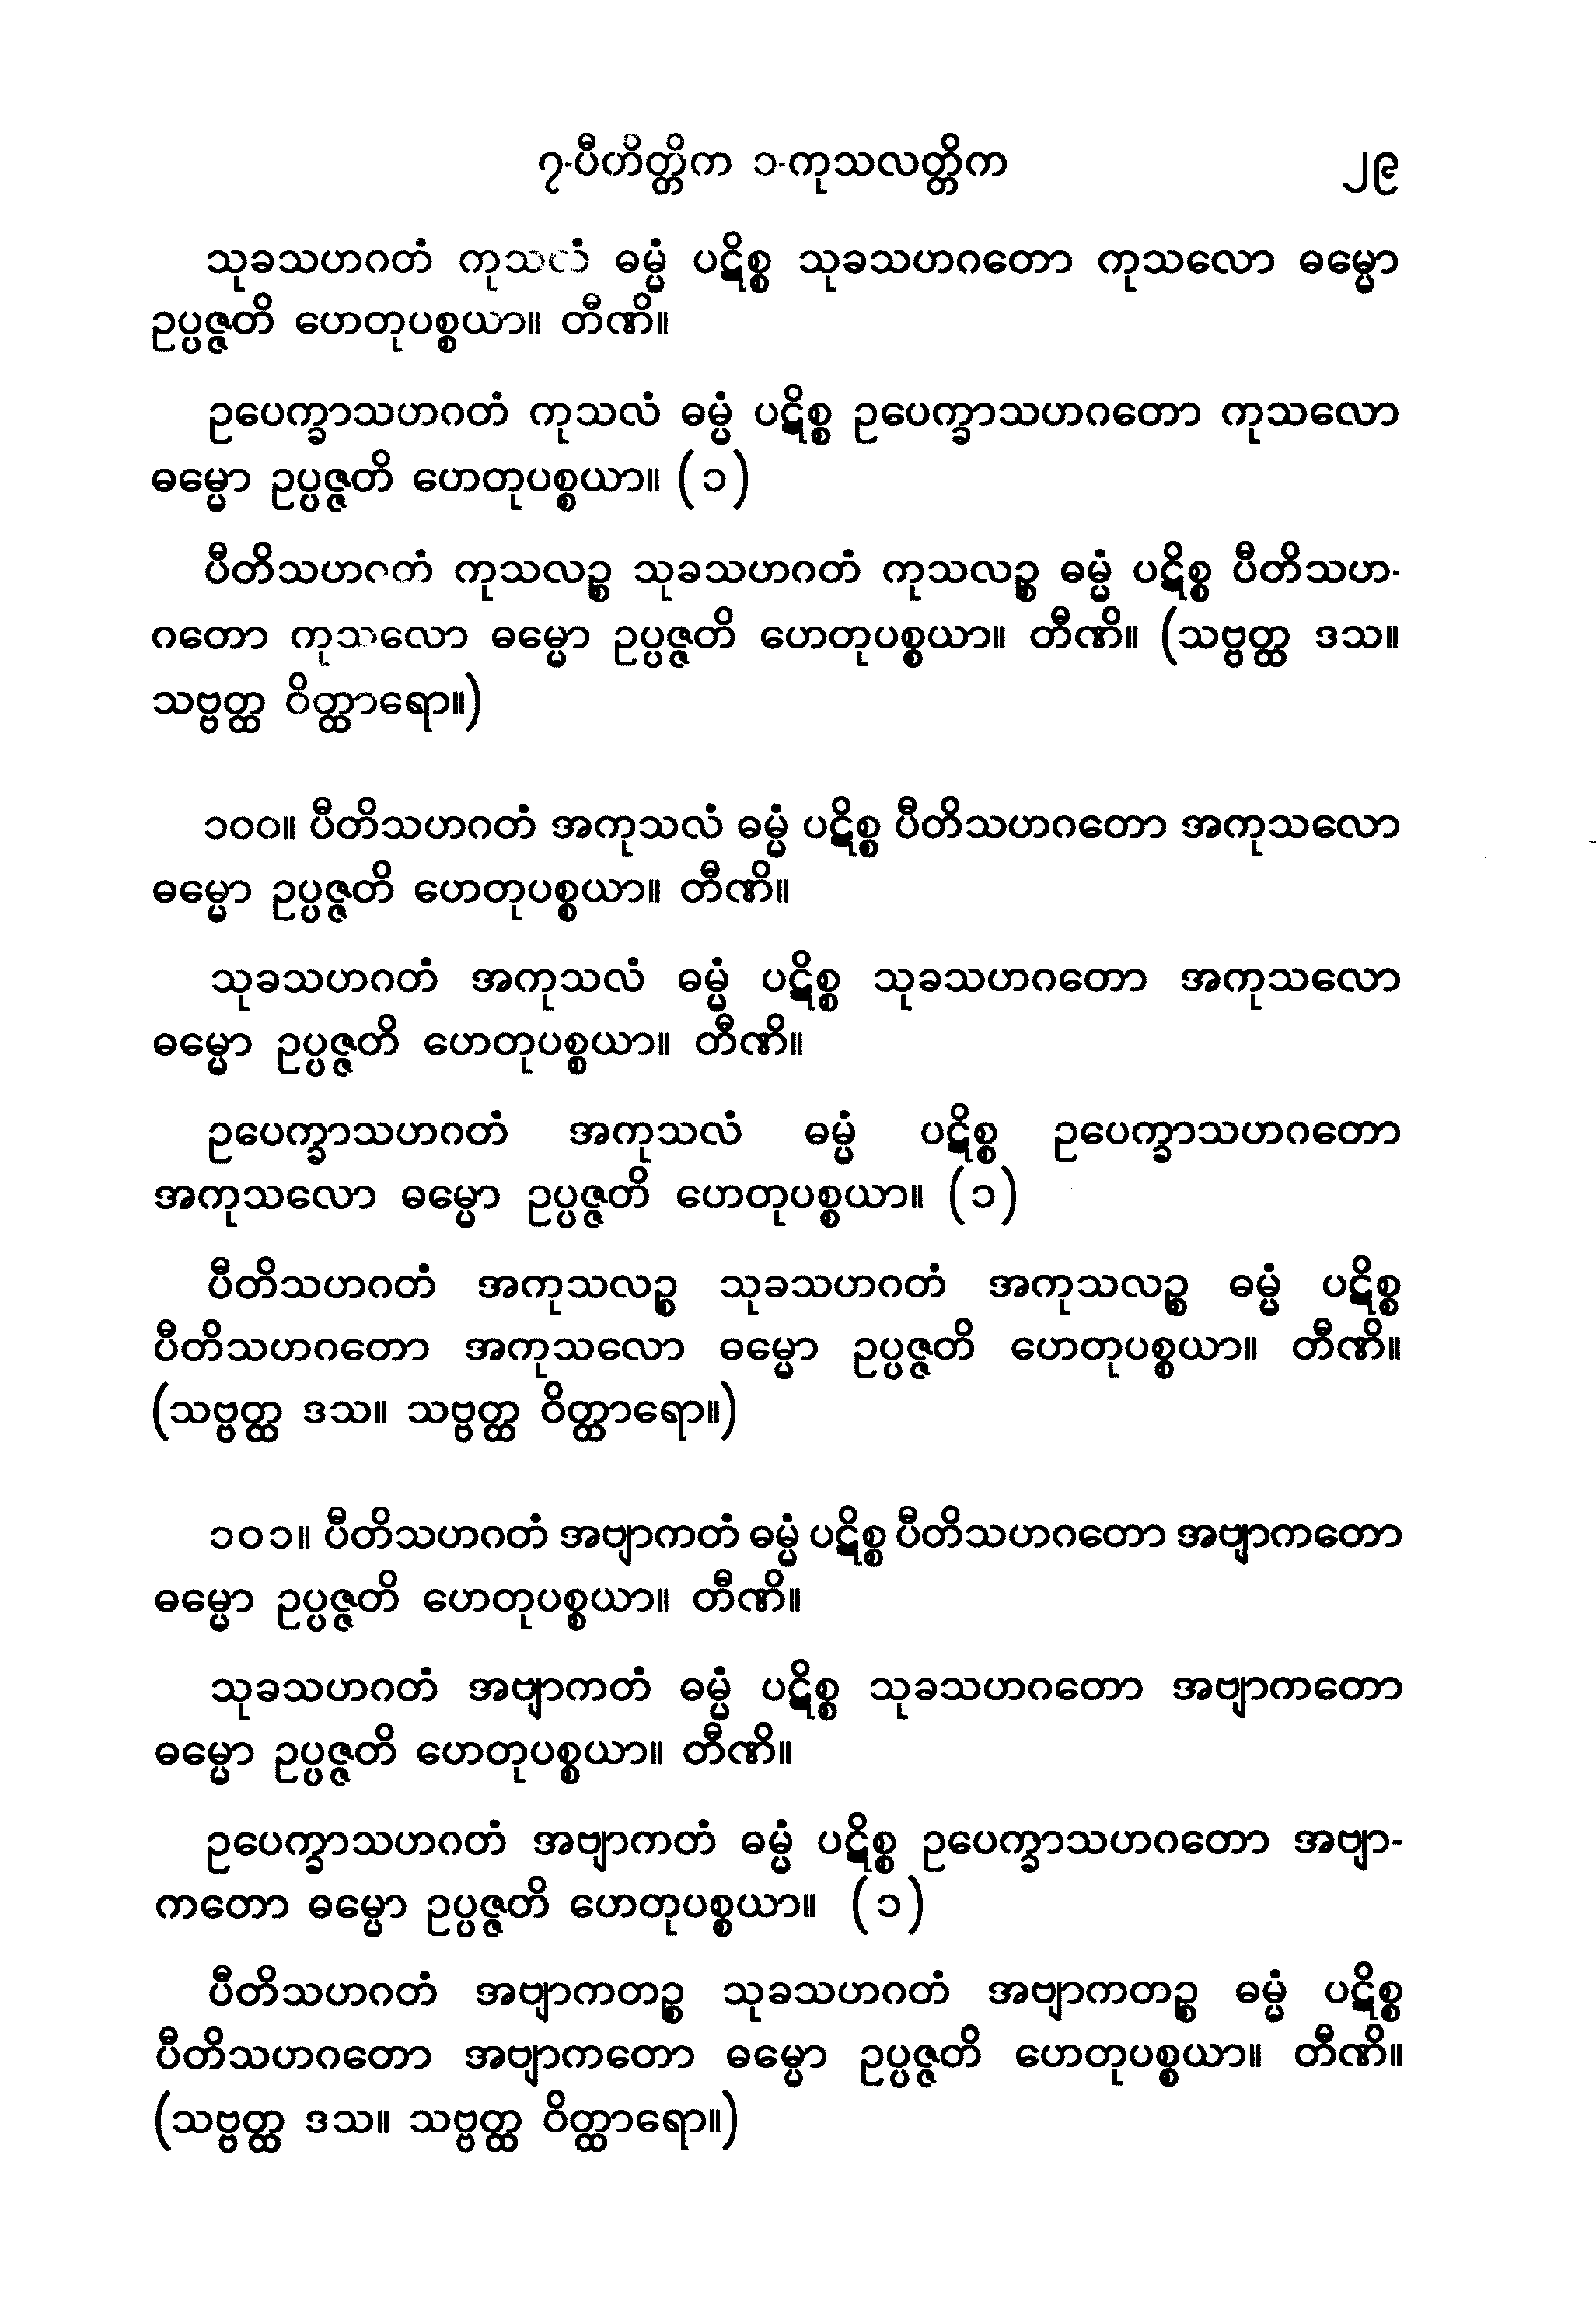 ၇-ပီတိတ္တိက ၁-ကုသလတ္တိက ၂၉
သုခသဟဂတံ ကုသလံ ဓမ္မံ ပဋိစ္စ သုခသဟဂတော ကုသလော ဓမ္မော
ဥပ္ပဇ္ဇတိ ဟေတုပစ္စယာ။ တီဏိ။
ဥပေက္ခာသဟဂတံ ကုသလံ ဓမ္မံ ပဋိစ္စ ဥပေက္ခာသဟဂတော ကုသလော
ဓမ္မော ဥပ္ပဇ္ဇတိ ဟေတုပစ္စယာ။ (၁)
ပီတိသဟဂတံ ကုသလဉ္စ သုခသဟဂတံ ကုသလဉ္စ ဓမ္မံ ပဋိစ္စ ပီတိသဟ-
ဂတော ကုသလော ဓမ္မော ဥပ္ပဇ္ဇတိ ဟေတုပစ္စယာ။ တီဏိ။ (သဗ္ဗတ္ထ ဒသ။
သဗ္ဗတ္ထ ဝိတ္ထာရော။)
၁၀၀။ ပီတိသဟဂတံ အကုသလံ ဓမ္မံ ပဋိစ္စ ပီတိသဟဂတော အကုသလော
ဓမ္မော ဥပ္ပဇ္ဇတိ ဟေတုပစ္စယာ။ တီဏိ။
သုခသဟဂတံ အကုသလံ ဓမ္မံ ပဋိစ္စ သုခသဟဂတော အကုသလော
ဓမ္မော ဥပ္ပဇ္ဇတိ ဟေတုပစ္စယာ။ တီဏိ။
ဥပေက္ခာသဟဂတံ အကုသလံ ဓမ္မံ ပဋိစ္စ ဥပေက္ခာသဟဂတော
အကုသလော ဓမ္မော ဥပ္ပဇ္ဇတိ ဟေတုပစ္စယာ။ (၁)
ပီတိသဟဂတံ အကုသလဉ္စ သုခသဟဂတံ အကုသလဉ္စ ဓမ္မံ ပဋိစ္စ
ပီတိသဟဂတော အကုသလော ဓမ္မော ဥပ္ပဇ္ဇတိ ဟေတုပစ္စယာ။ တီဏိ။
(သဗ္ဗတ္ထ ဒသ။ သဗ္ဗတ္ထ ဝိတ္ထာရော။)
၁၀၁။ ပီတိသဟဂတံ အဗျာကတံ ဓမ္မံ ပဋိစ္စ ပီတိသဟဂတော အဗျာကတော
ဓမ္မော ဥပ္ပဇ္ဇတိ ဟေတုပစ္စယာ။ တီဏိ။
သုခသဟဂတံ အဗျာကတံ ဓမ္မံ ပဋိစ္စ သုခသဟဂတော အဗျာကတော
ဓမ္မော ဥပ္ပဇ္ဇတိ ဟေတုပစ္စယာ။ တီဏိ။
ဥပေက္ခာသဟဂတံ အဗျာကတံ ဓမ္မံ ပဋိစ္စ ဥပေက္ခာသဟဂတော အဗျာ-
ကတော ဓမ္မော ဥပ္ပဇ္ဇတိ ဟေတုပစ္စယာ။ (၁)
ပီတိသဟဂတံ အဗျာကတဉ္စ သုခသဟဂတံ အဗျာကတဉ္စ ဓမ္မံ ပဋိစ္စ
ပီတိသဟဂတော အဗျာကတော ဓမ္မော ဥပ္ပဇ္ဇတိ ဟေတုပစ္စယာ။ တီဏိ။
(သဗ္ဗတ္ထ ဒသ။ သဗ္ဗတ္ထ ဝိတ္ထာရော။)